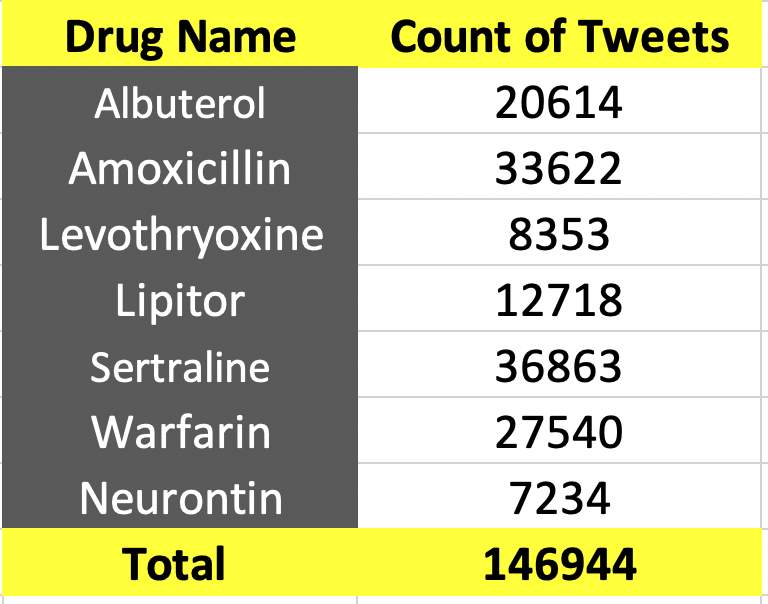 Drug Name Count of Tweets
Albuterol 20614
Amoxicillin 33622
Levothryoxine 8353
Lipitor 12718
Sertraline 36863
Warfarin 27540
Neurontin 7234
Total 146944